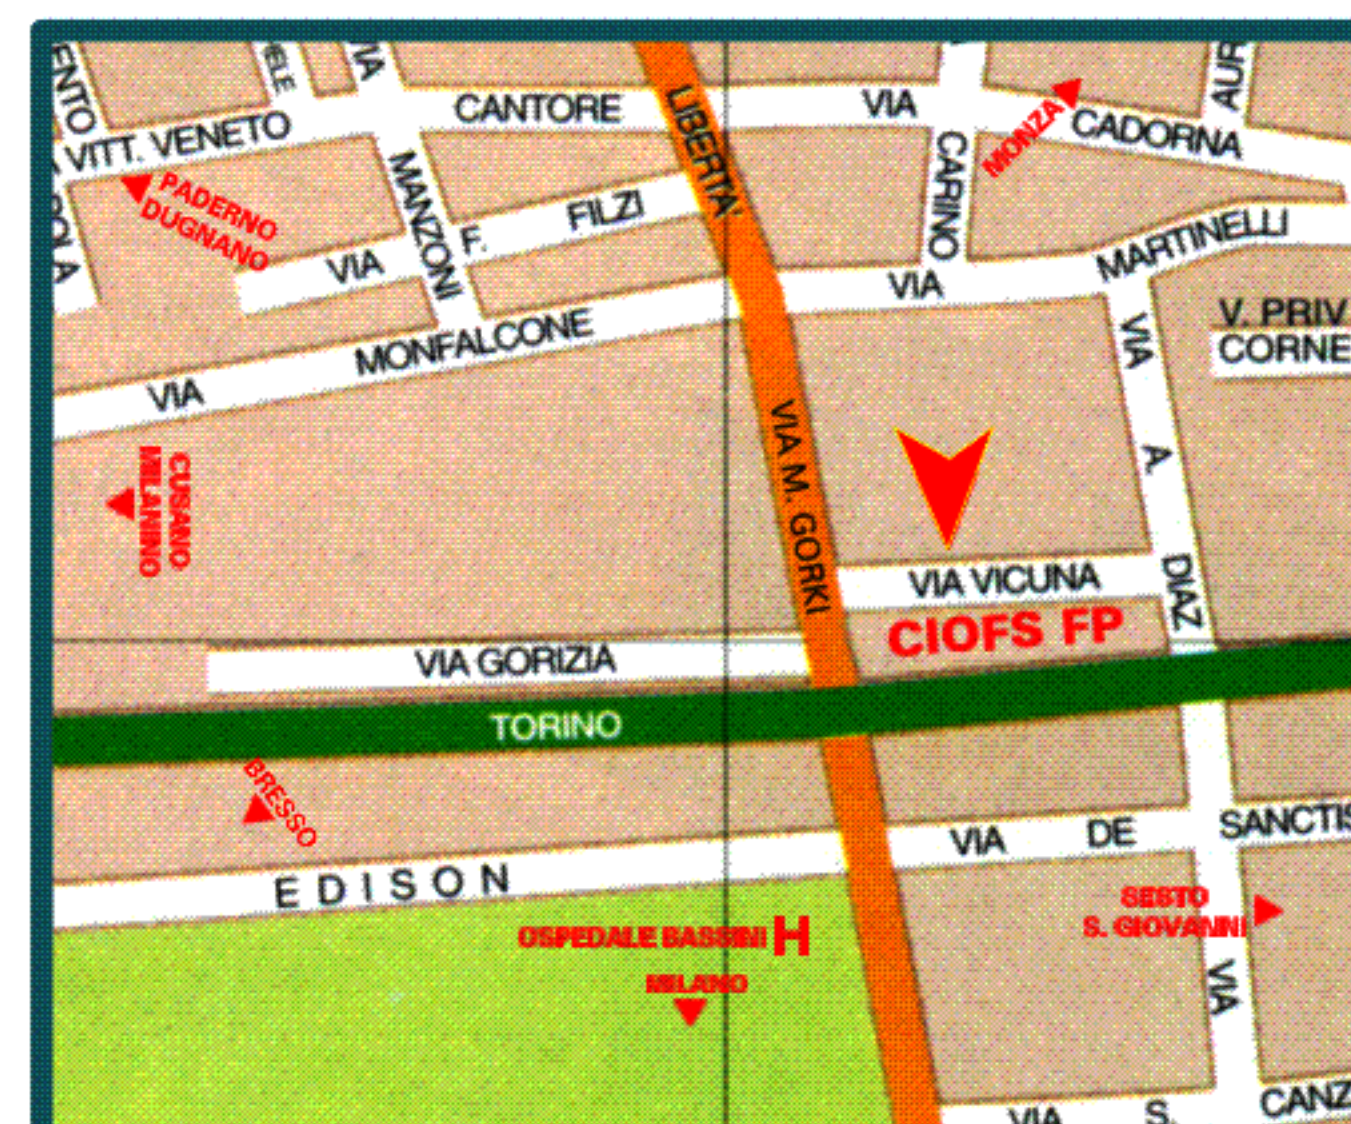 ENTO
IELE
VIA
LIBERTA'
AUR
CANTORE
VIA
CADORNA
MONZA
VITT. VENETO
PADERNO
DUGNANO
MANZONI
CARINO
VIA
F.
FILZI
VIA
MARTINELLI
V. PRIV
CORNE
VIA
MONFALCONE
VIA A. DIAZ
CUSANO
MILANINO
VIA M. GORKI
VIA VICUNA
CIOFS FP
VIA GORIZIA
TORINO
BRESSO
EDISON
VIA DE SANCTIS
OSPEDALE BASSINI H
MILANO
SESTO
S. GIOVANNI
VIA
VIA S. CANZ